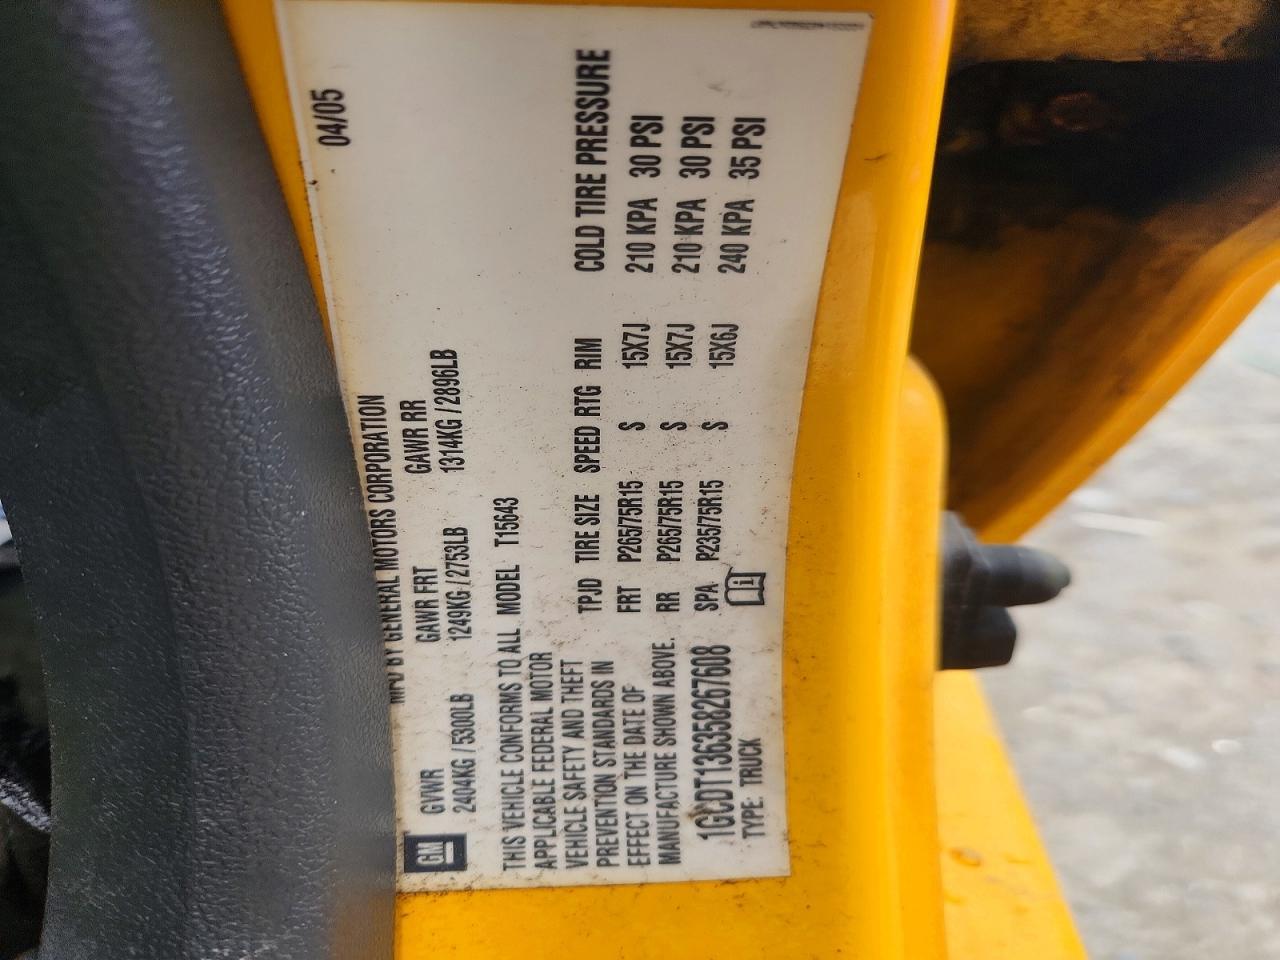 04/05
MFD BY GENERAL MOTORS CORPORATION
GM
GVWR GAWR FRT GAWR RR
2404KG / 5300LB 1249KG / 2753LB 1314KG / 2896LB
THIS VEHICLE CONFORMS TO ALL
APPLICABLE FEDERAL MOTOR
VEHICLE SAFETY AND THEFT
PREVENTION STANDARDS IN
EFFECT ON THE DATE OF
MANUFACTURE SHOWN ABOVE.
1GCDT136358267608
TYPE: TRUCK
MODEL T15643
TPJD TIRE SIZE SPEED RTG RIM COLD TIRE PRESSURE
FRT P265/75R15 S 15X7J 210 KPA 30 PSI
RR P265/75R15 S 15X7J 210 KPA 30 PSI
SPA P235/75R15 S 15X6J 240 KPA 35 PSI
i